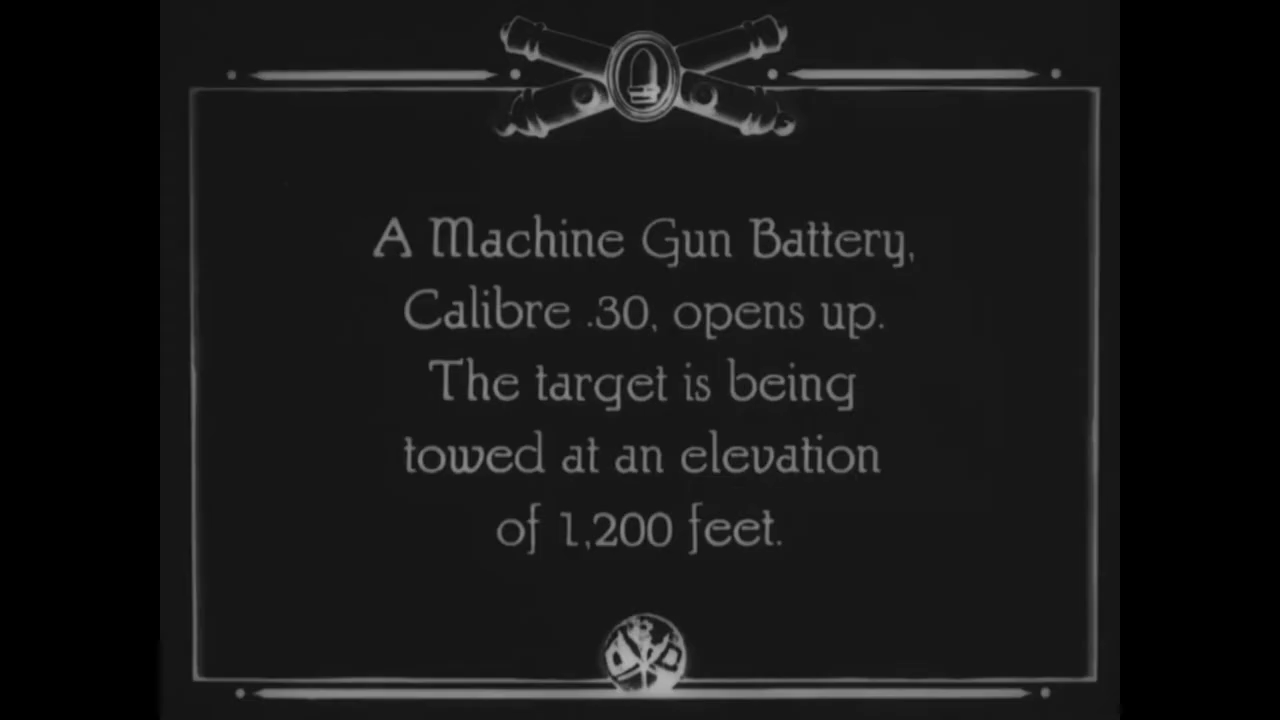 A Machine Gun Battery,
Calibre .30, opens up.
The target is being
towed at an elevation
of 1,200 feet.